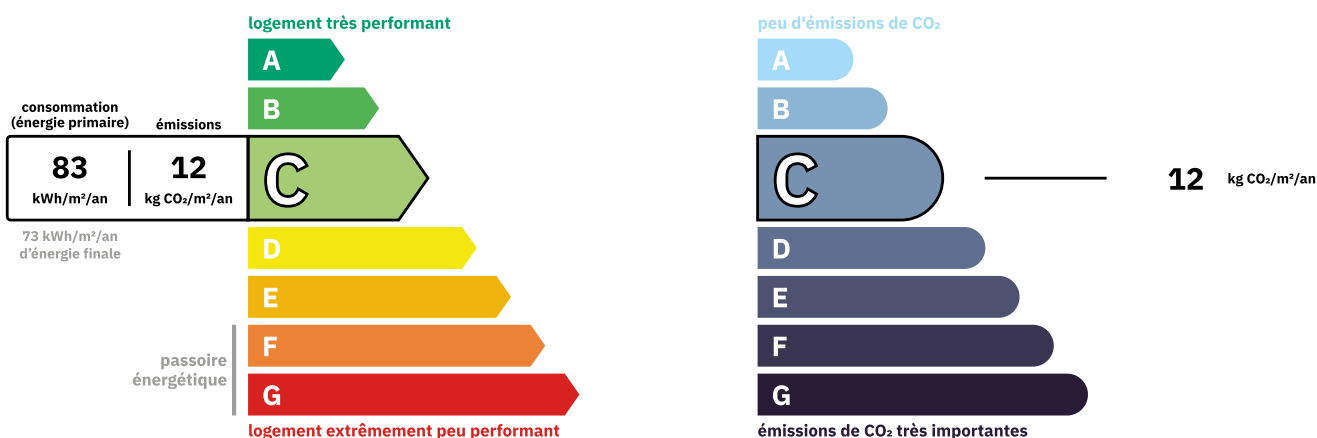 logement très performant
A
B
consommation
(énergie primaire)
émissions
83
kWh/m²/an
12
kg CO₂/m²/an
C
73 kWh/m²/an
d'énergie finale
D
E
passoire
énergétique
F
G
logement extrêmement peu performant
peu d'émissions de CO₂
A
B
C
12 kg CO₂/m²/an
D
E
F
G
émissions de CO₂ très importantes